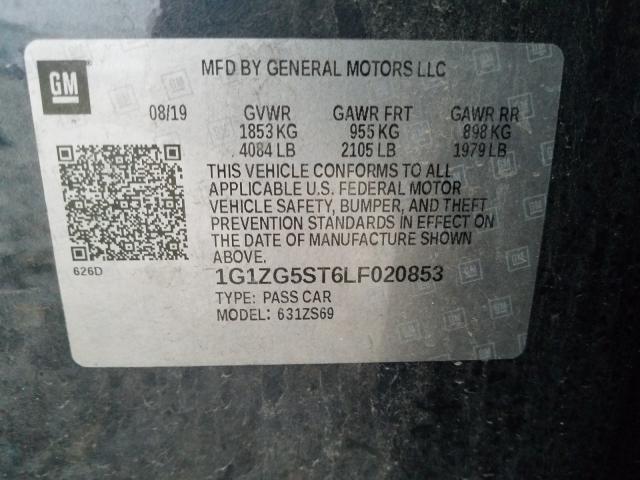 GM
MFD BY GENERAL MOTORS LLC
08/19 GVWR GAWR FRT GAWR RR
1853 KG 955 KG 898 KG
4084 LB 2105 LB 1979 LB
THIS VEHICLE CONFORMS TO ALL
APPLICABLE U.S. FEDERAL MOTOR
VEHICLE SAFETY, BUMPER, AND THEFT
PREVENTION STANDARDS IN EFFECT ON
THE DATE OF MANUFACTURE SHOWN
ABOVE.
626D
1G1ZG5ST6LF020853
TYPE: PASS CAR
MODEL: 631ZS69